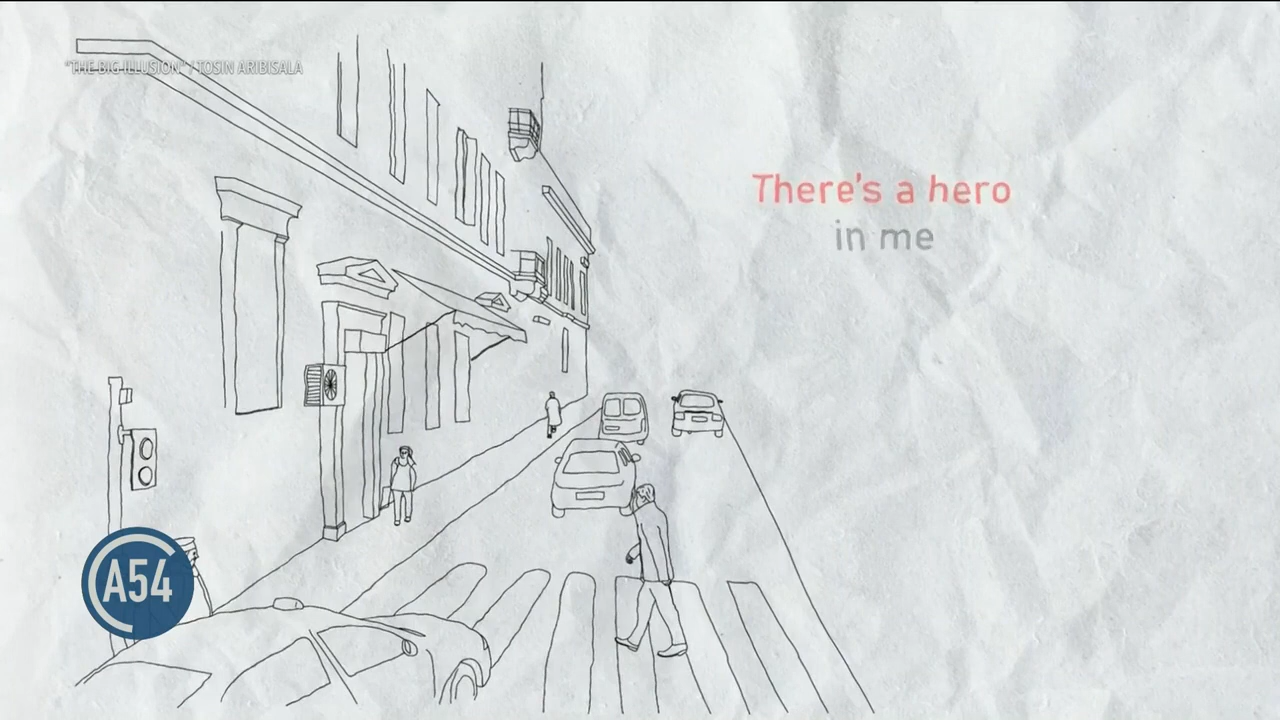 "THE BIG ILLUSION" / TOSIN ARIBISALA
There's a hero
in me
A54